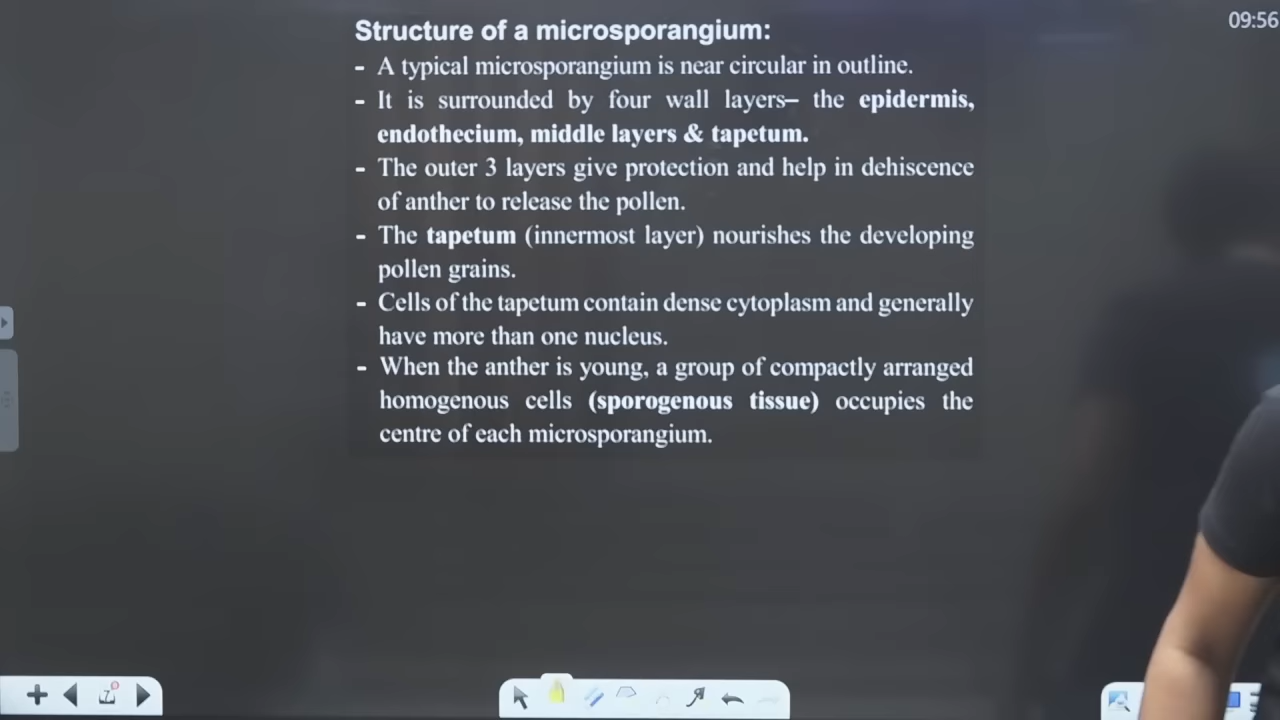 09:56
Structure of a microsporangium:
- A typical microsporangium is near circular in outline.
- It is surrounded by four wall layers– the epidermis,
endothecium, middle layers & tapetum.
- The outer 3 layers give protection and help in dehiscence
of anther to release the pollen.
- The tapetum (innermost layer) nourishes the developing
pollen grains.
- Cells of the tapetum contain dense cytoplasm and generally
have more than one nucleus.
- When the anther is young, a group of compactly arranged
homogenous cells (sporogenous tissue) occupies the
centre of each microsporangium.